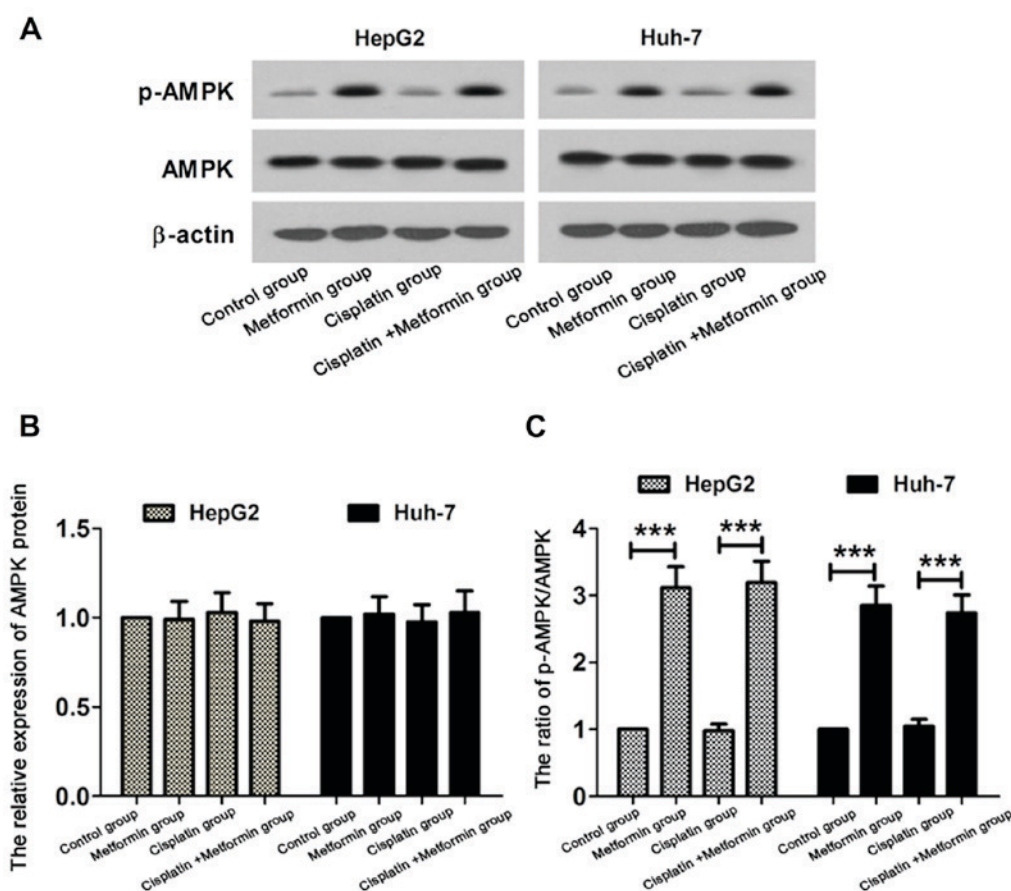 A
HepG2
Huh-7
p-AMPK
AMPK
β-actin
Control group
Metformin group
Cisplatin group
Cisplatin +Metformin group
Control group
Metformin group
Cisplatin group
Cisplatin +Metformin group
B
The relative expression of AMPK protein
HepG2
Huh-7
1.5
1.0
0.5
0.0
Control group
Metformin group
Cisplatin group
Cisplatin +Metformin group
Control group
Metformin group
Cisplatin group
Cisplatin +Metformin group
C
The ratio of p-AMPK/AMPK
HepG2
Huh-7
4
3
2
1
0
***
***
***
***
Control group
Metformin group
Cisplatin group
Cisplatin +Metformin group
Control group
Metformin group
Cisplatin group
Cisplatin +Metformin group